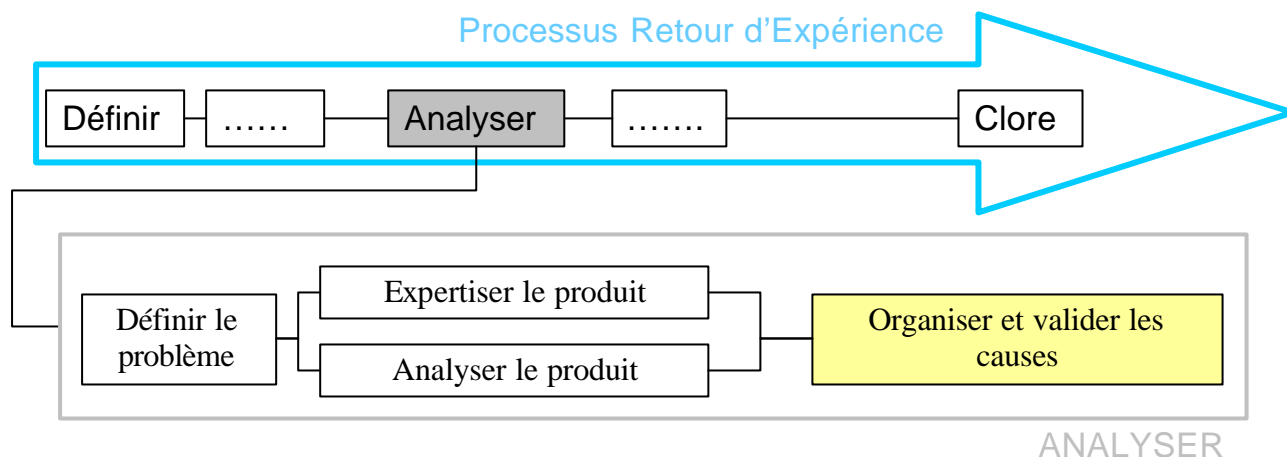 Processus Retour d’Expérience
Définir
……
Analyser
…….
Clore
Définir le
problème
Expertiser le produit
Analyser le produit
Organiser et valider les
causes
ANALYSER